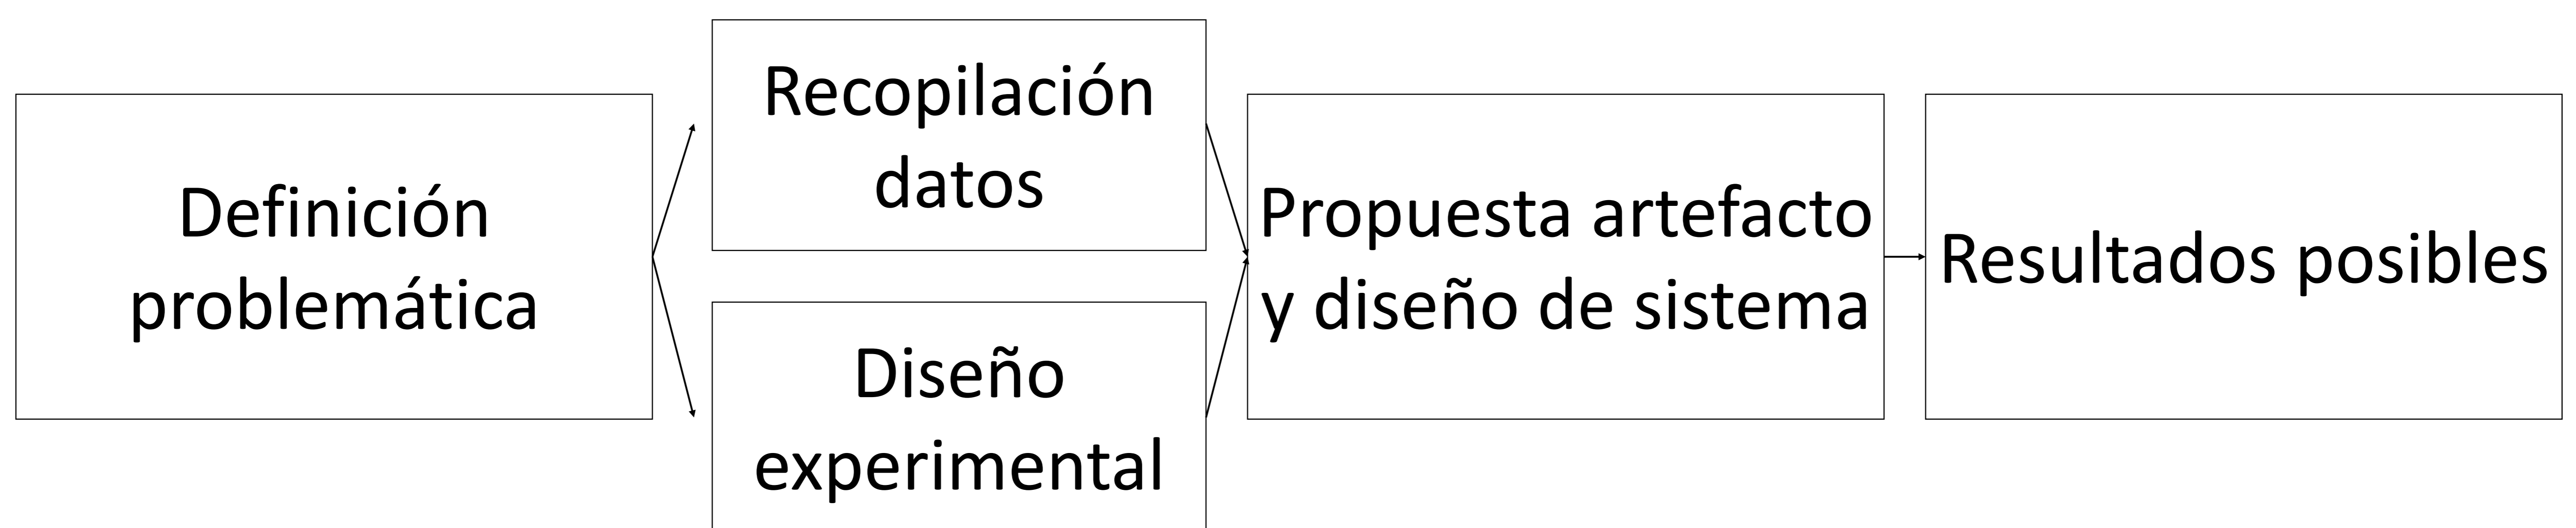 Definición
problemática
Recopilación
datos
Diseño
experimental
Propuesta artefacto
y diseño de sistema
Resultados posibles